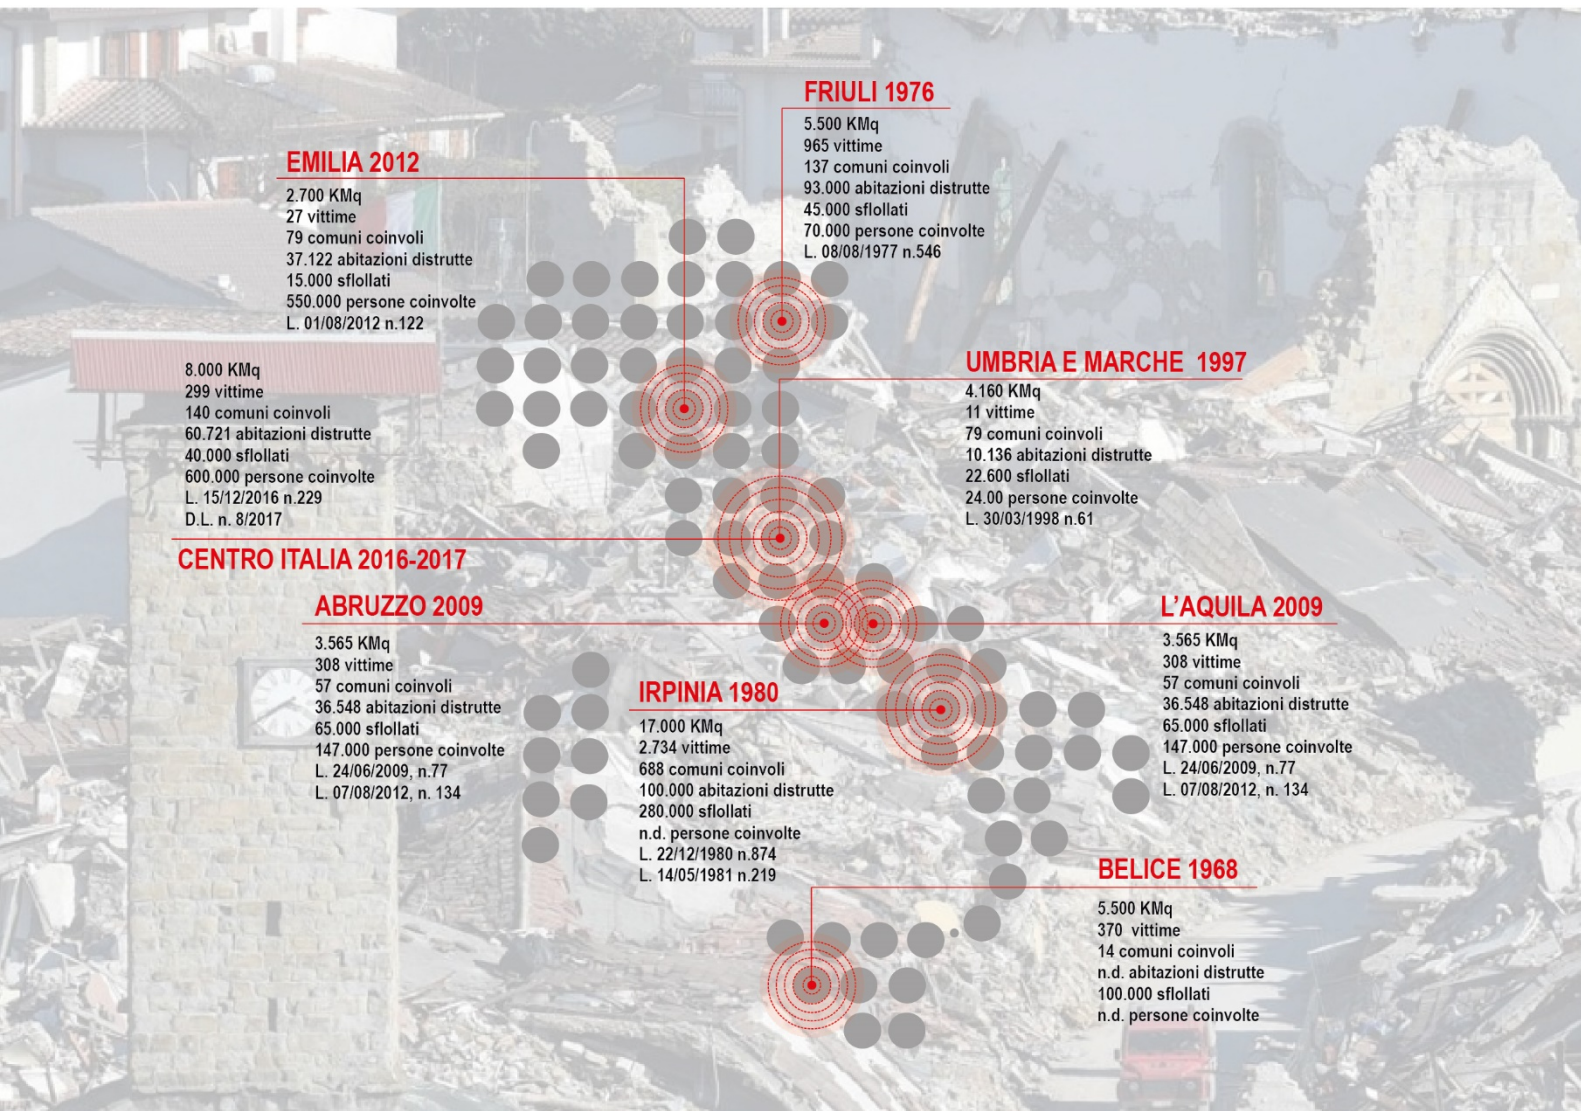 FRIULI 1976
5.500 KMq
965 vittime
137 comuni coinvoli
93.000 abitazioni distrutte
45.000 sflollati
70.000 persone coinvolte
L. 08/08/1977 n.546
EMILIA 2012
2.700 KMq
27 vittime
79 comuni coinvoli
37.122 abitazioni distrutte
15.000 sflollati
550.000 persone coinvolte
L. 01/08/2012 n.122
8.000 KMq
299 vittime
140 comuni coinvoli
60.721 abitazioni distrutte
40.000 sflollati
600.000 persone coinvolte
L. 15/12/2016 n.229
D.L. n. 8/2017
CENTRO ITALIA 2016-2017
UMBRIA E MARCHE 1997
4.160 KMq
11 vittime
79 comuni coinvoli
10.136 abitazioni distrutte
22.600 sflollati
24.00 persone coinvolte
L. 30/03/1998 n.61
ABRUZZO 2009
3.565 KMq
308 vittime
57 comuni coinvoli
36.548 abitazioni distrutte
65.000 sflollati
147.000 persone coinvolte
L. 24/06/2009, n.77
L. 07/08/2012, n. 134
L'AQUILA 2009
3.565 KMq
308 vittime
57 comuni coinvoli
36.548 abitazioni distrutte
65.000 sflollati
147.000 persone coinvolte
L. 24/06/2009, n.77
L. 07/08/2012, n. 134
IRPINIA 1980
17.000 KMq
2.734 vittime
688 comuni coinvoli
100.000 abitazioni distrutte
280.000 sflollati
n.d. persone coinvolte
L. 22/12/1980 n.874
L. 14/05/1981 n.219
BELICE 1968
5.500 KMq
370 vittime
14 comuni coinvoli
n.d. abitazioni distrutte
100.000 sflollati
n.d. persone coinvolte